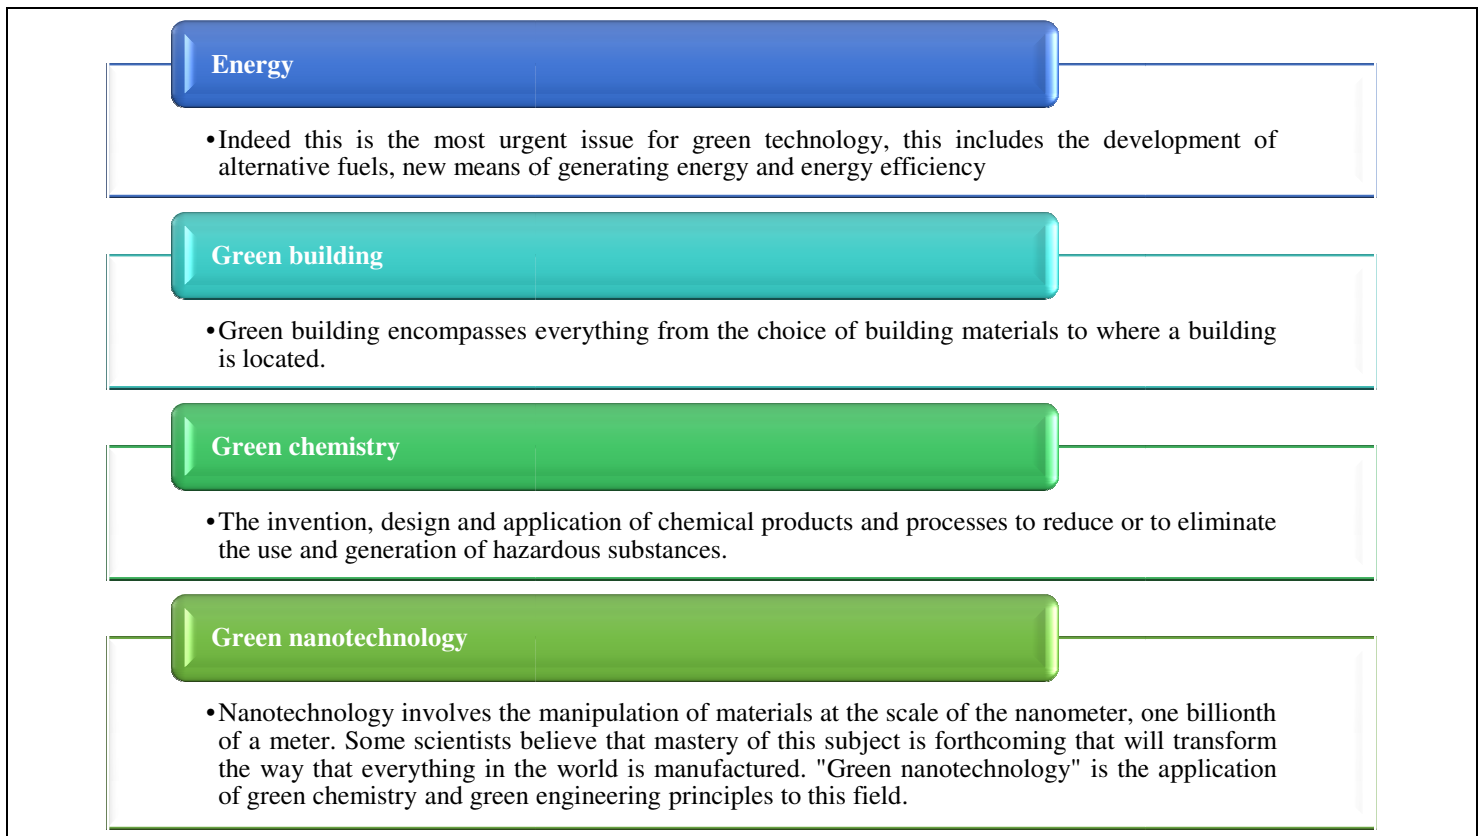 Energy
•Indeed this is the most urgent issue for green technology, this includes the development of
alternative fuels, new means of generating energy and energy efficiency
Green building
•Green building encompasses everything from the choice of building materials to where a building
is located.
Green chemistry
•The invention, design and application of chemical products and processes to reduce or to eliminate
the use and generation of hazardous substances.
Green nanotechnology
•Nanotechnology involves the manipulation of materials at the scale of the nanometer, one billionth
of a meter. Some scientists believe that mastery of this subject is forthcoming that will transform
the way that everything in the world is manufactured. "Green nanotechnology" is the application
of green chemistry and green engineering principles to this field.